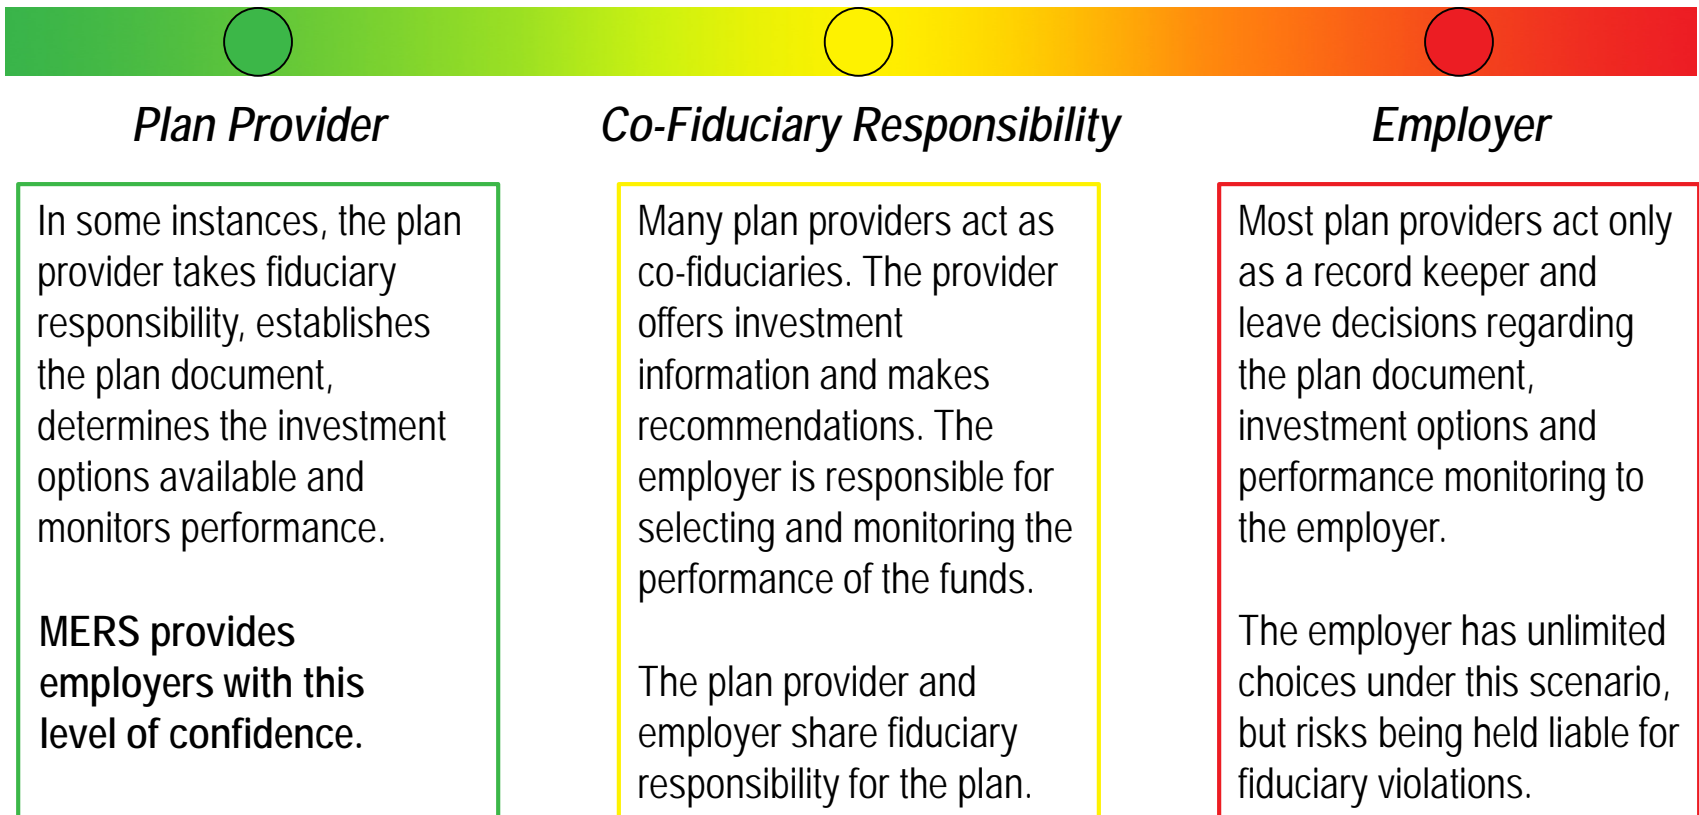 Plan Provider
In some instances, the plan
provider takes fiduciary
responsibility, establishes
the plan document,
determines the investment
options available and
monitors performance.
MERS provides
employers with this
level of confidence.
Co-Fiduciary Responsibility
Many plan providers act as
co-fiduciaries. The provider
offers investment
information and makes
recommendations. The
employer is responsible for
selecting and monitoring the
performance of the funds.
The plan provider and
employer share fiduciary
responsibility for the plan.
Employer
Most plan providers act only
as a record keeper and
leave decisions regarding
the plan document,
investment options and
performance monitoring to
the employer.
The employer has unlimited
choices under this scenario,
but risks being held liable for
fiduciary violations.